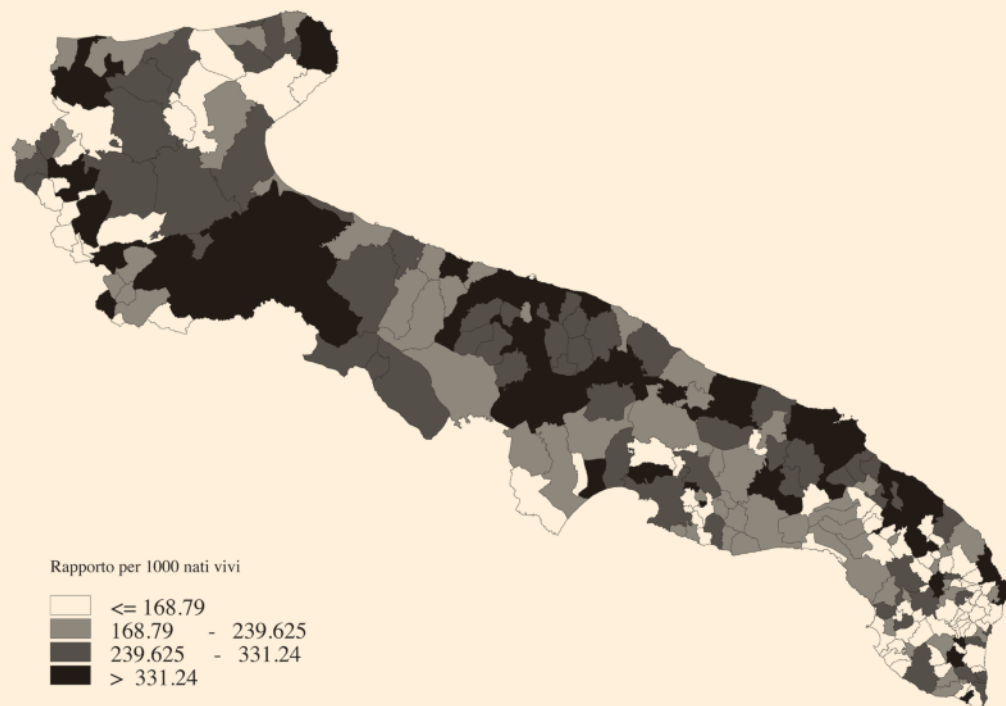 Rapporto per 1000 nati vivi
<= 168.79
168.79 - 239.625
239.625 - 331.24
> 331.24